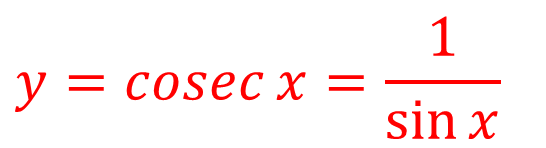 y = cosec x = 1/sin x